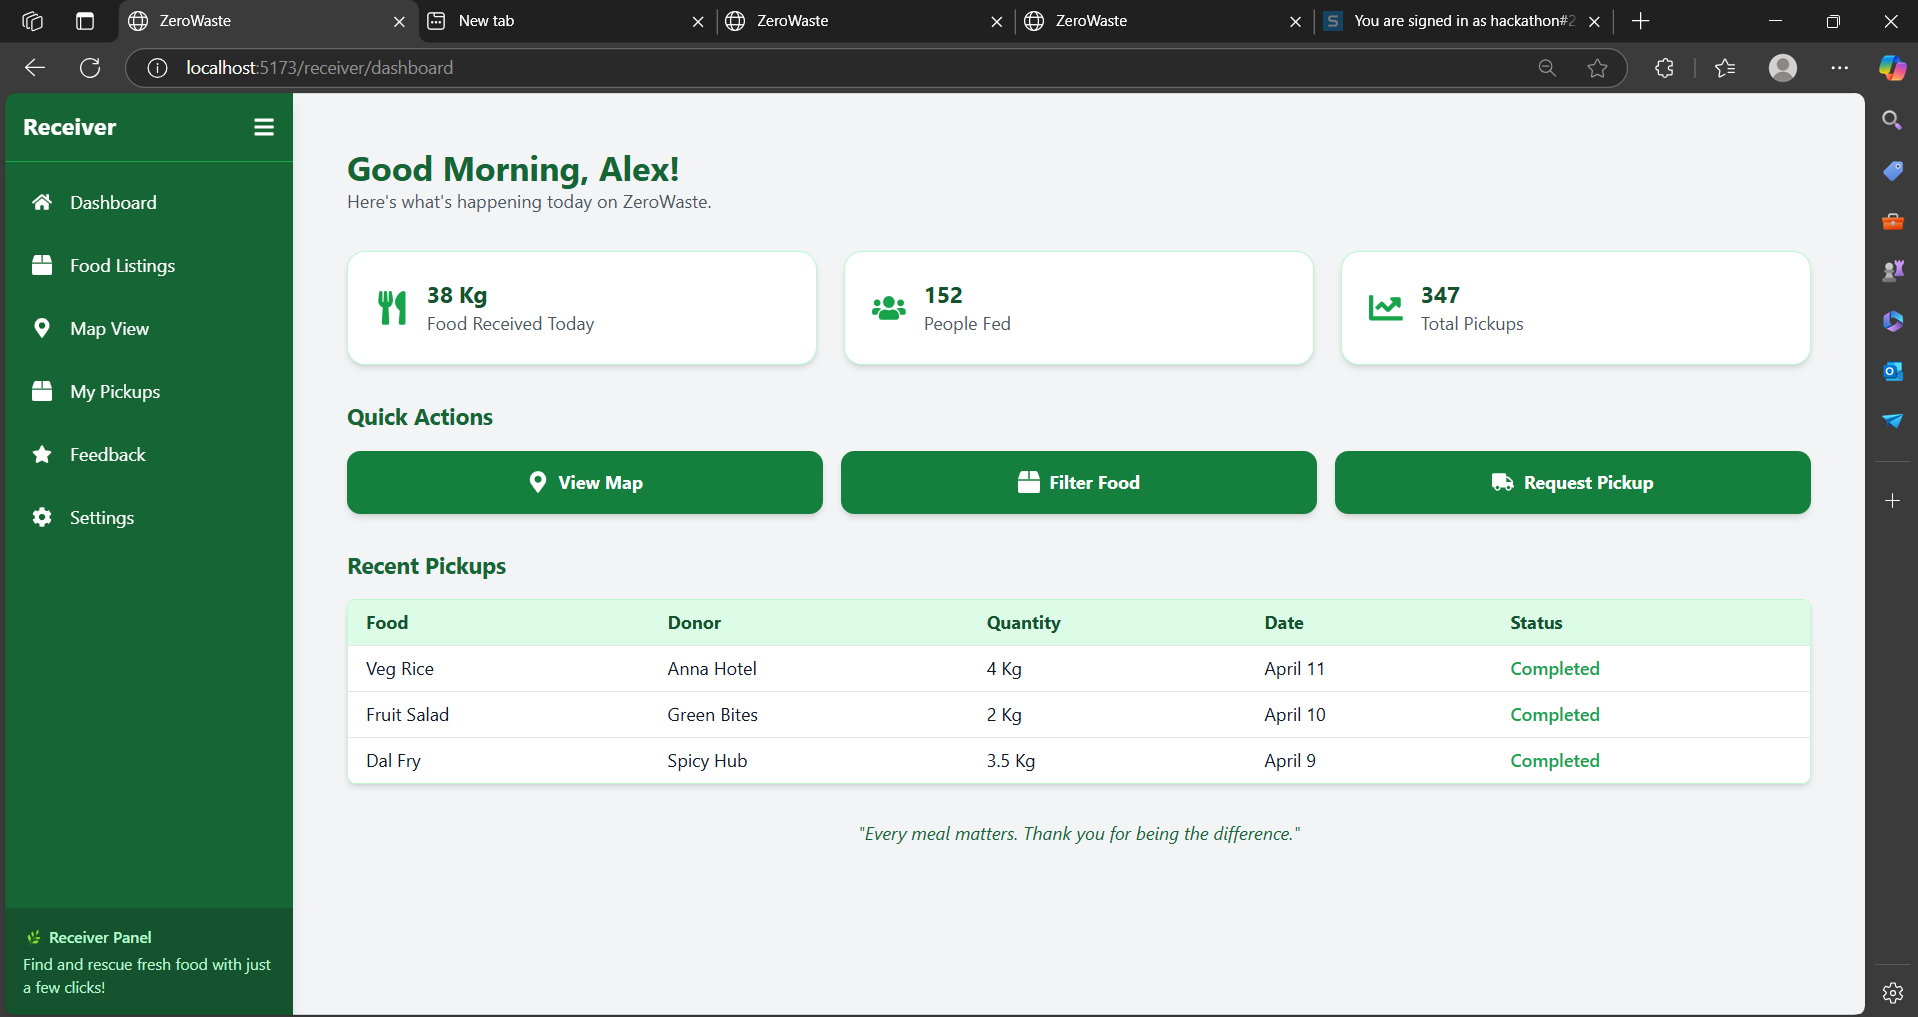 ZeroWaste
New tab
ZeroWaste
ZeroWaste
You are signed in as hackathon#2
localhost:5173/receiver/dashboard
Receiver
Dashboard
Food Listings
Map View
My Pickups
Feedback
Settings
Receiver Panel
Find and rescue fresh food with just
a few clicks!
Good Morning, Alex!
Here's what's happening today on ZeroWaste.
38 Kg
Food Received Today
152
People Fed
347
Total Pickups
Quick Actions
View Map
Filter Food
Request Pickup
Recent Pickups
Food Donor Quantity Date Status
Veg Rice Anna Hotel 4 Kg April 11 Completed
Fruit Salad Green Bites 2 Kg April 10 Completed
Dal Fry Spicy Hub 3.5 Kg April 9 Completed
"Every meal matters. Thank you for being the difference."